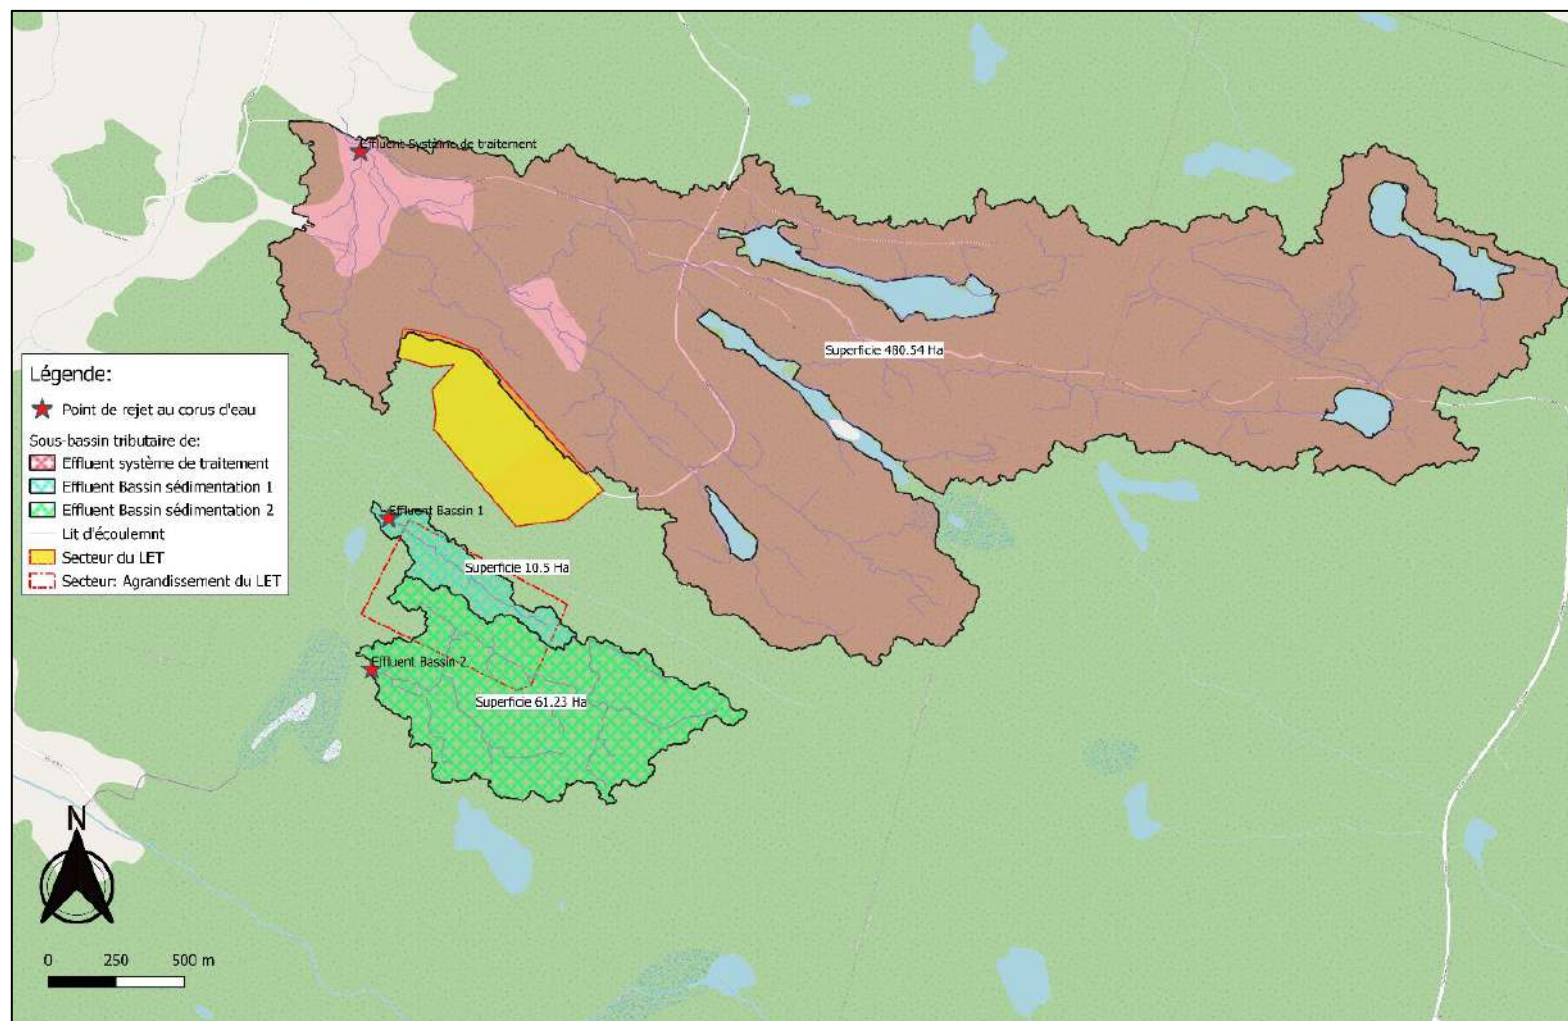 Effluent Système de traitement
Superficie 480.54 Ha
Légende:
Point de rejet au corus d'eau
Sous-bassin tributaire de:
Effluent système de traitement
Effluent Bassin sédimentation 1
Effluent Bassin sédimentation 2
Lit d'écoulemnt
Secteur du LET
Secteur: Agrandissement du LET
Effluent Bassin 1
Superficie 10.5 Ha
Effluent Bassin 2
Superficie 61.23 Ha
N
0 250 500 m